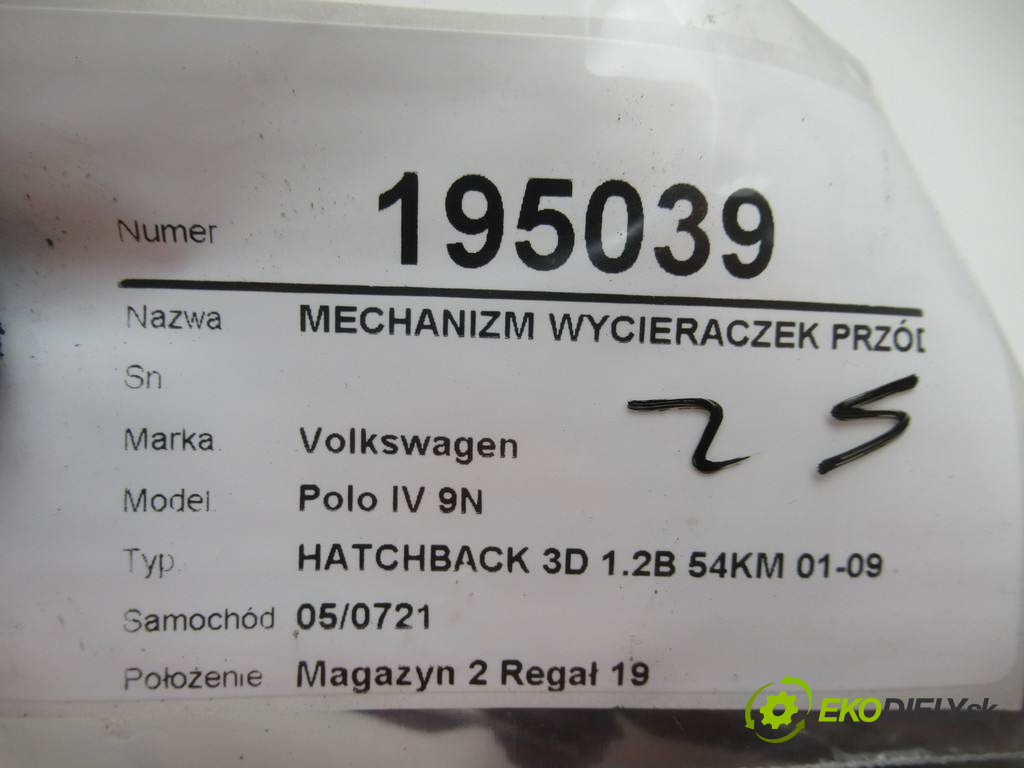 Numer 195039
Nazwa MECHANIZM WYCIERACZEK PRZÓD
Sn
25
Marka Volkswagen
Model Polo IV 9N
Typ HATCHBACK 3D 1.2B 54KM 01-09
Samochód 05/0721
Położenie Magazyn 2 Regał 19
EKODIELY.sk